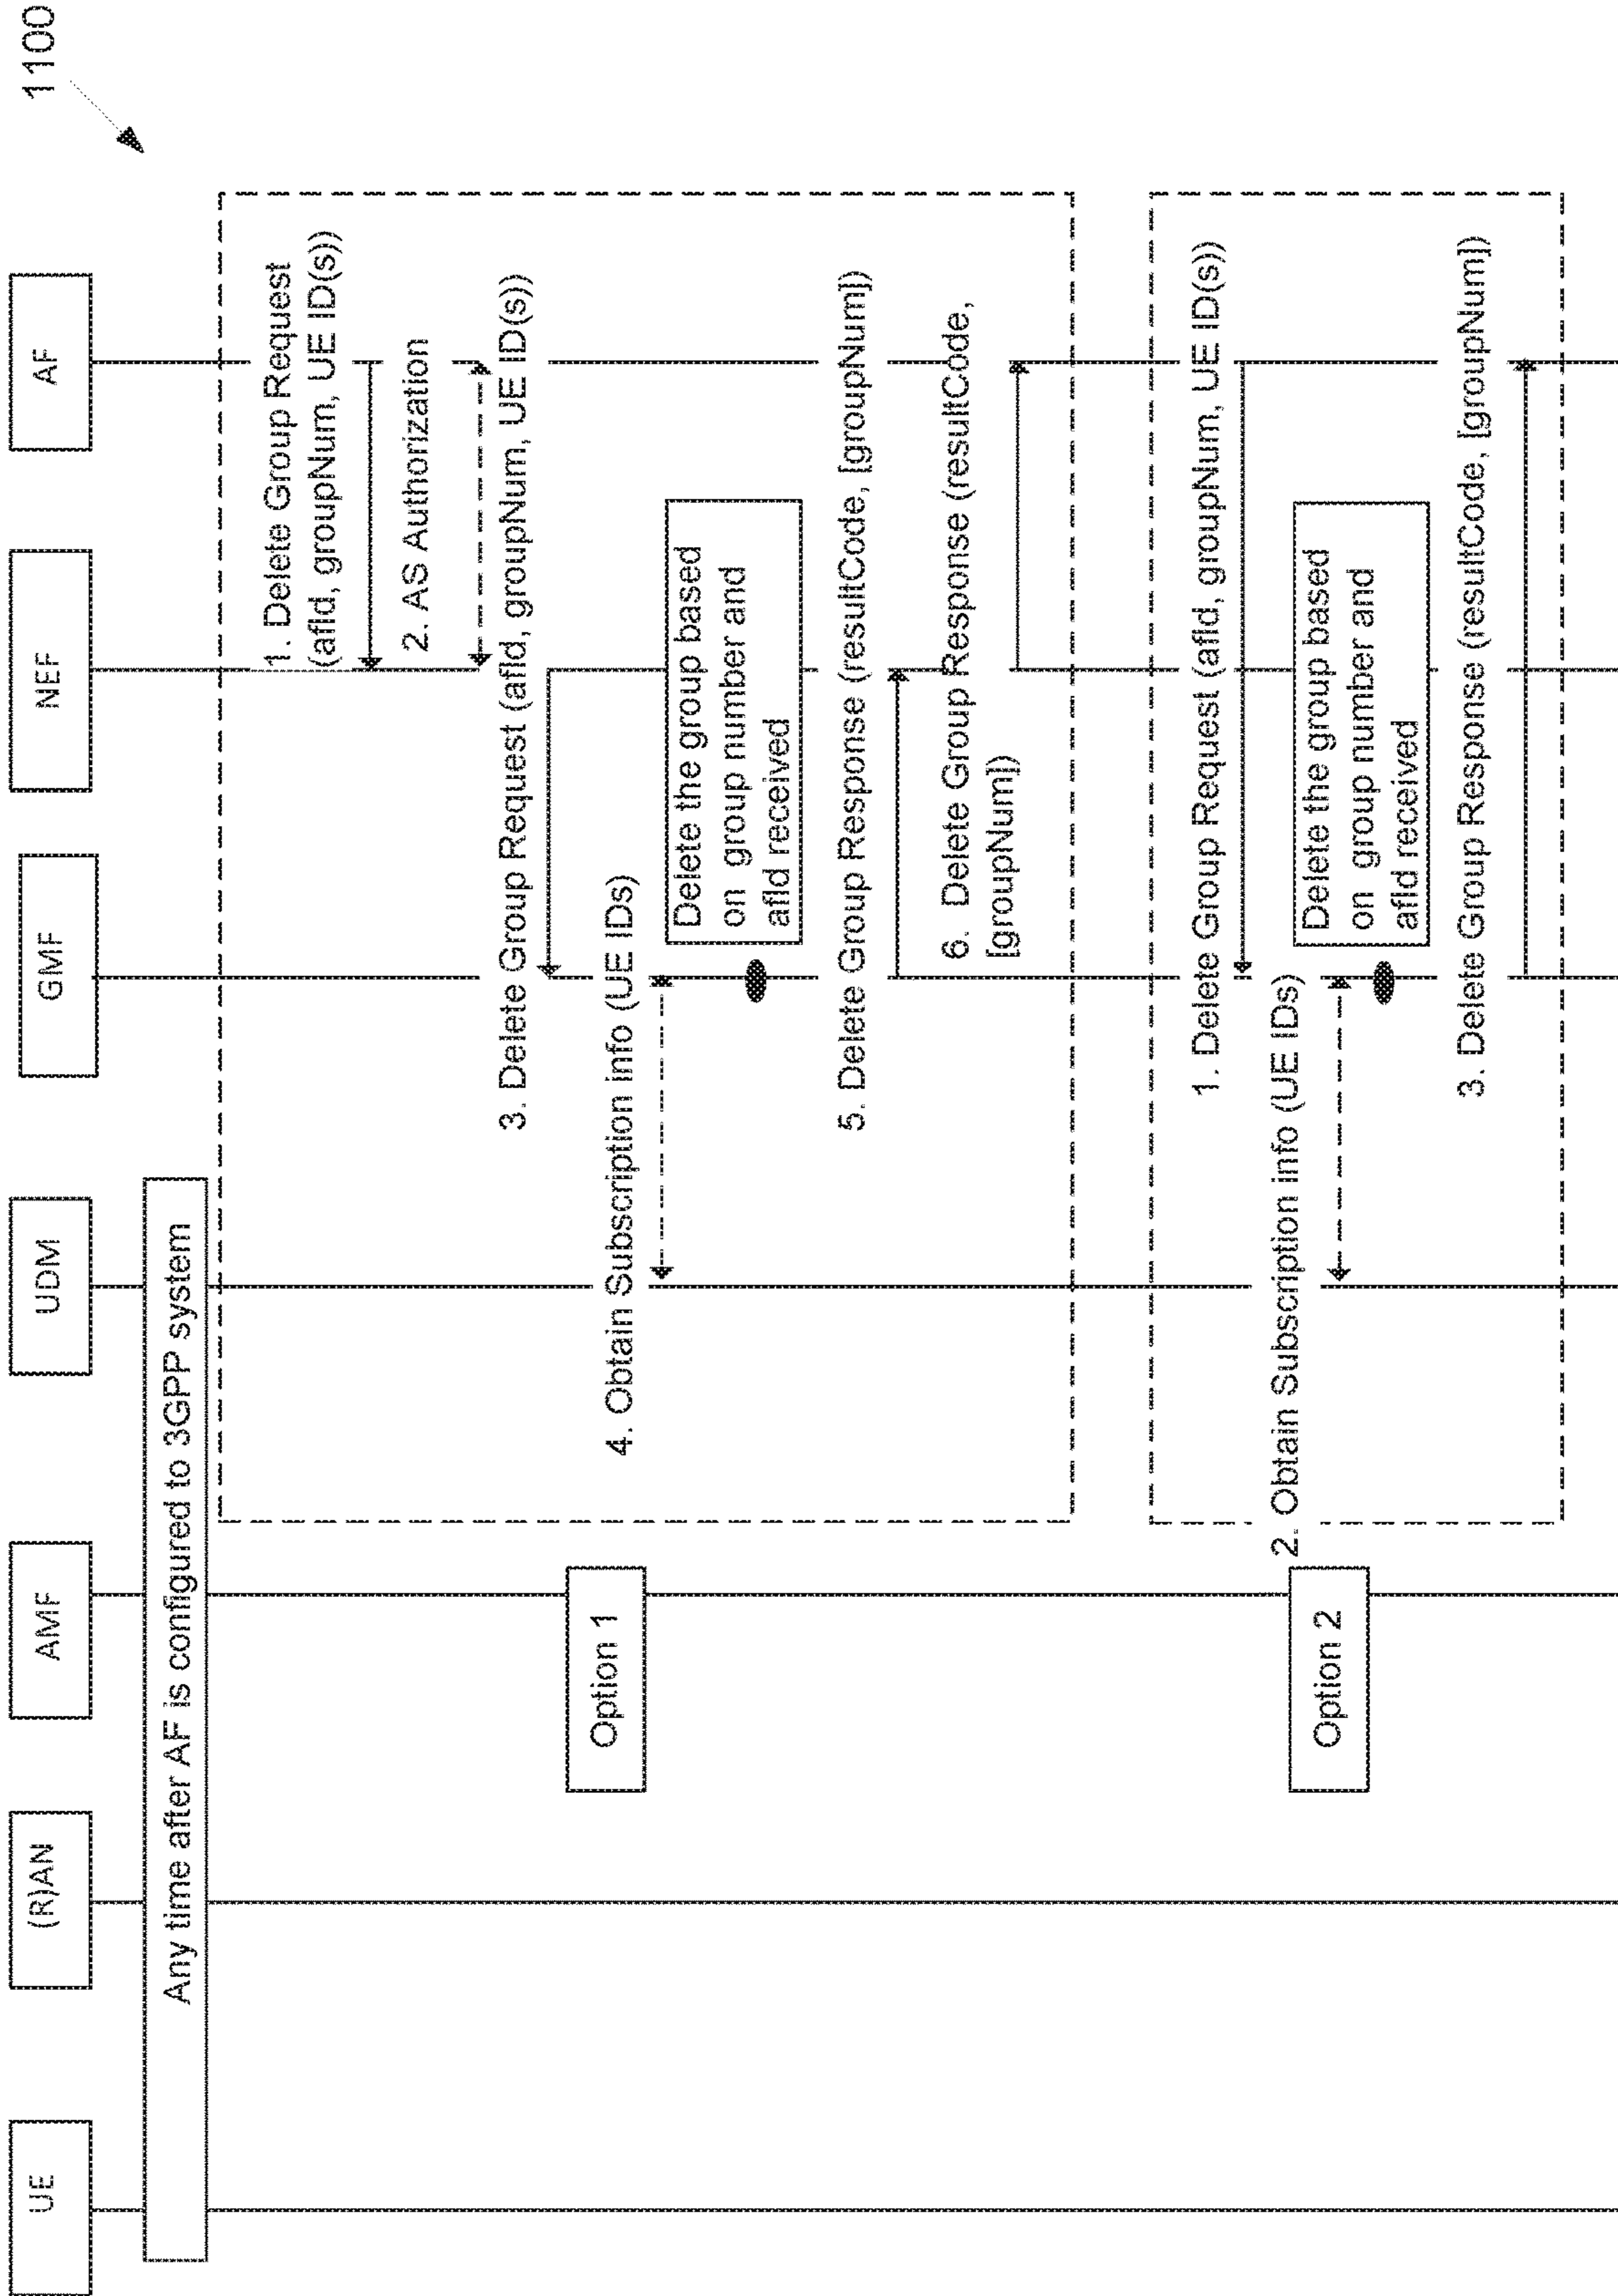 1100
UE
(R)AN
AMF
UDM
GMF
NEF
AF
Any time after AF is configured to 3GPP system
Option 1
1. Delete Group Request
(afId, groupNum, UE ID(s))
2. AS Authorization
3. Delete Group Request (afId, groupNum, UE ID(s))
4. Obtain Subscription info (UE IDs)
Delete the group based
on group number and
afId received
5. Delete Group Response (resultCode, [groupNum])
6. Delete Group Response (resultCode,
[groupNum])
Option 2
1. Delete Group Request (afId, groupNum, UE ID(s))
2. Obtain Subscription info (UE IDs)
Delete the group based
on group number and
afId received
3. Delete Group Response (resultCode, [groupNum])